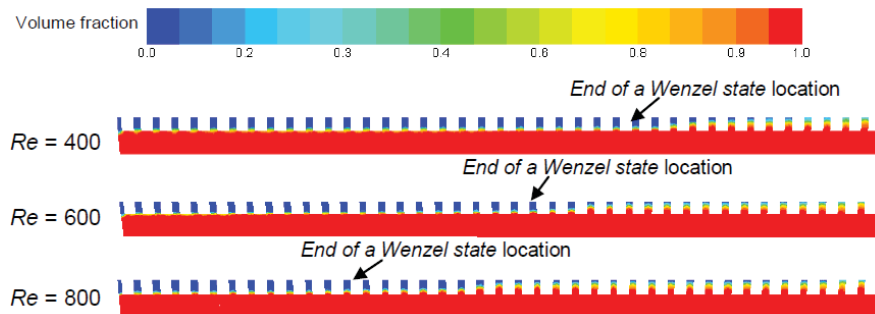 Volume fraction
0.0 0.2 0.3 0.4 0.6 0.8 0.9 1.0
End of a Wenzel state location
Re = 400
End of a Wenzel state location
Re = 600
End of a Wenzel state location
Re = 800